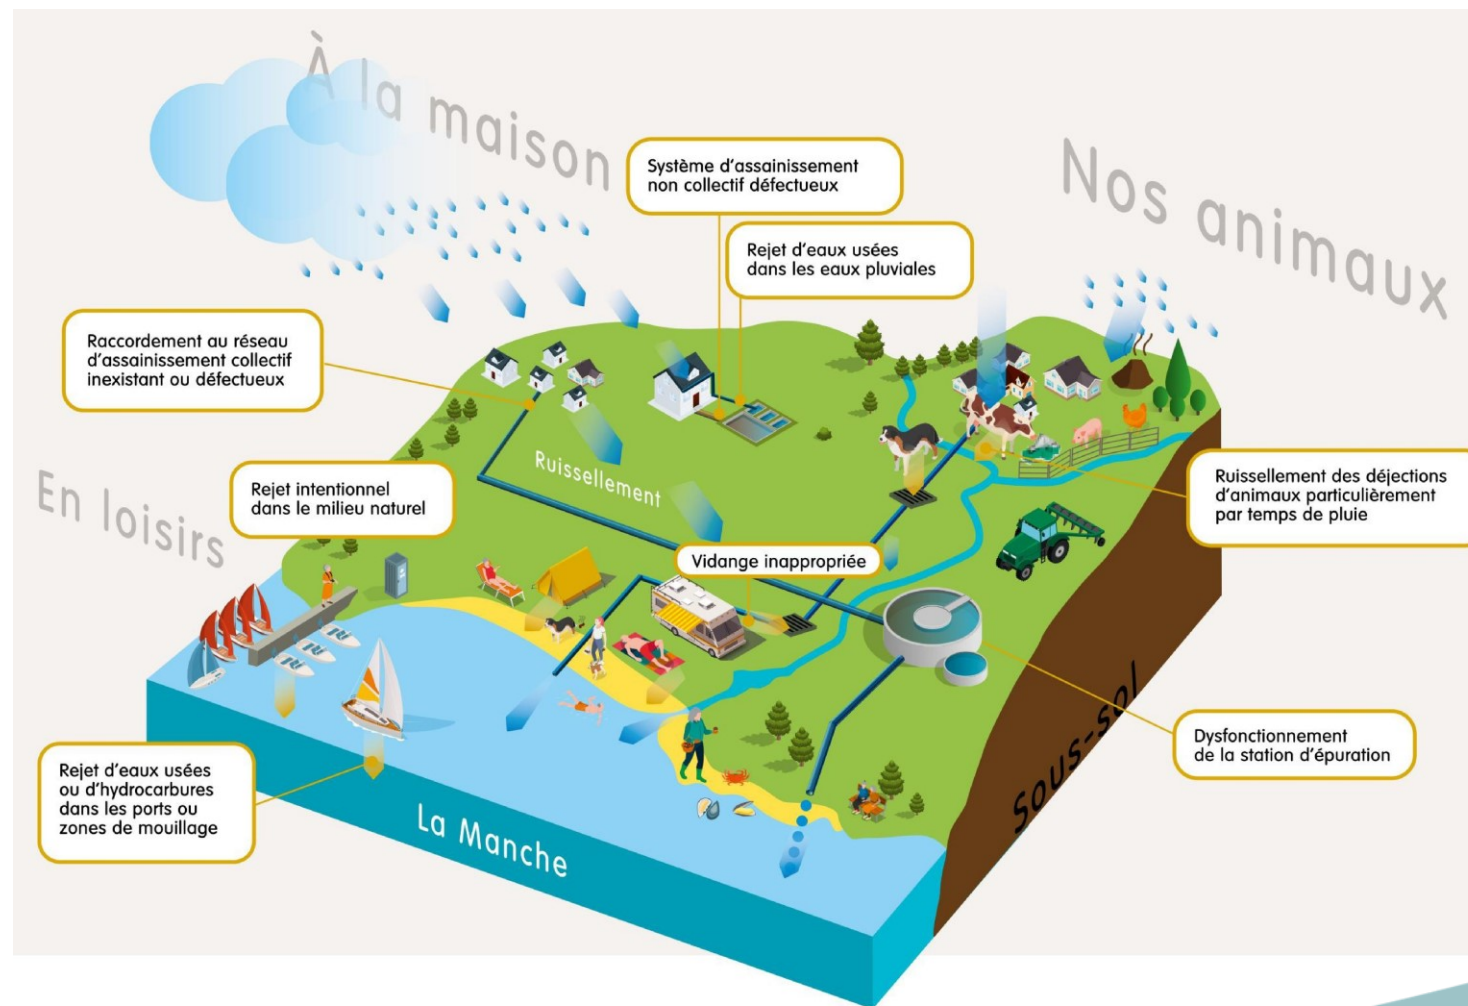 À la maison
Nos animaux
En loisirs
Système d'assainissement
non collectif défectueux
Rejet d'eaux usées
dans les eaux pluviales
Raccordement au réseau
d'assainissement collectif
inexistant ou défectueux
Rejet intentionnel
dans le milieu naturel
Ruissellement
Vidange inappropriée
Ruissellement des déjections
d'animaux particulièrement
par temps de pluie
Dysfonctionnement
de la station d'épuration
Rejet d'eaux usées
ou d'hydrocarbures
dans les ports ou
zones de mouillage
La Manche
Sous-sol